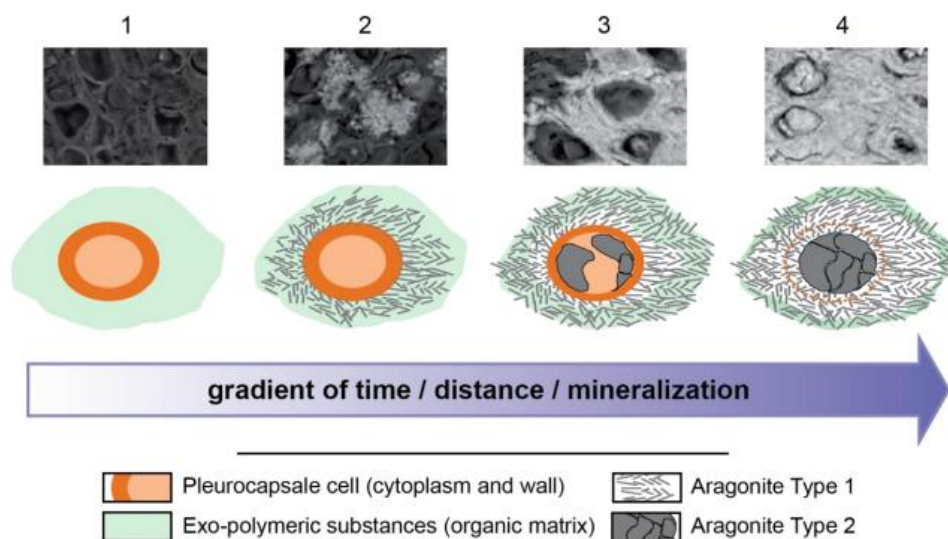 1 2 3 4
gradient of time / distance / mineralization
Pleurocapsale cell (cytoplasm and wall) Aragonite Type 1
Exo-polymeric substances (organic matrix) Aragonite Type 2